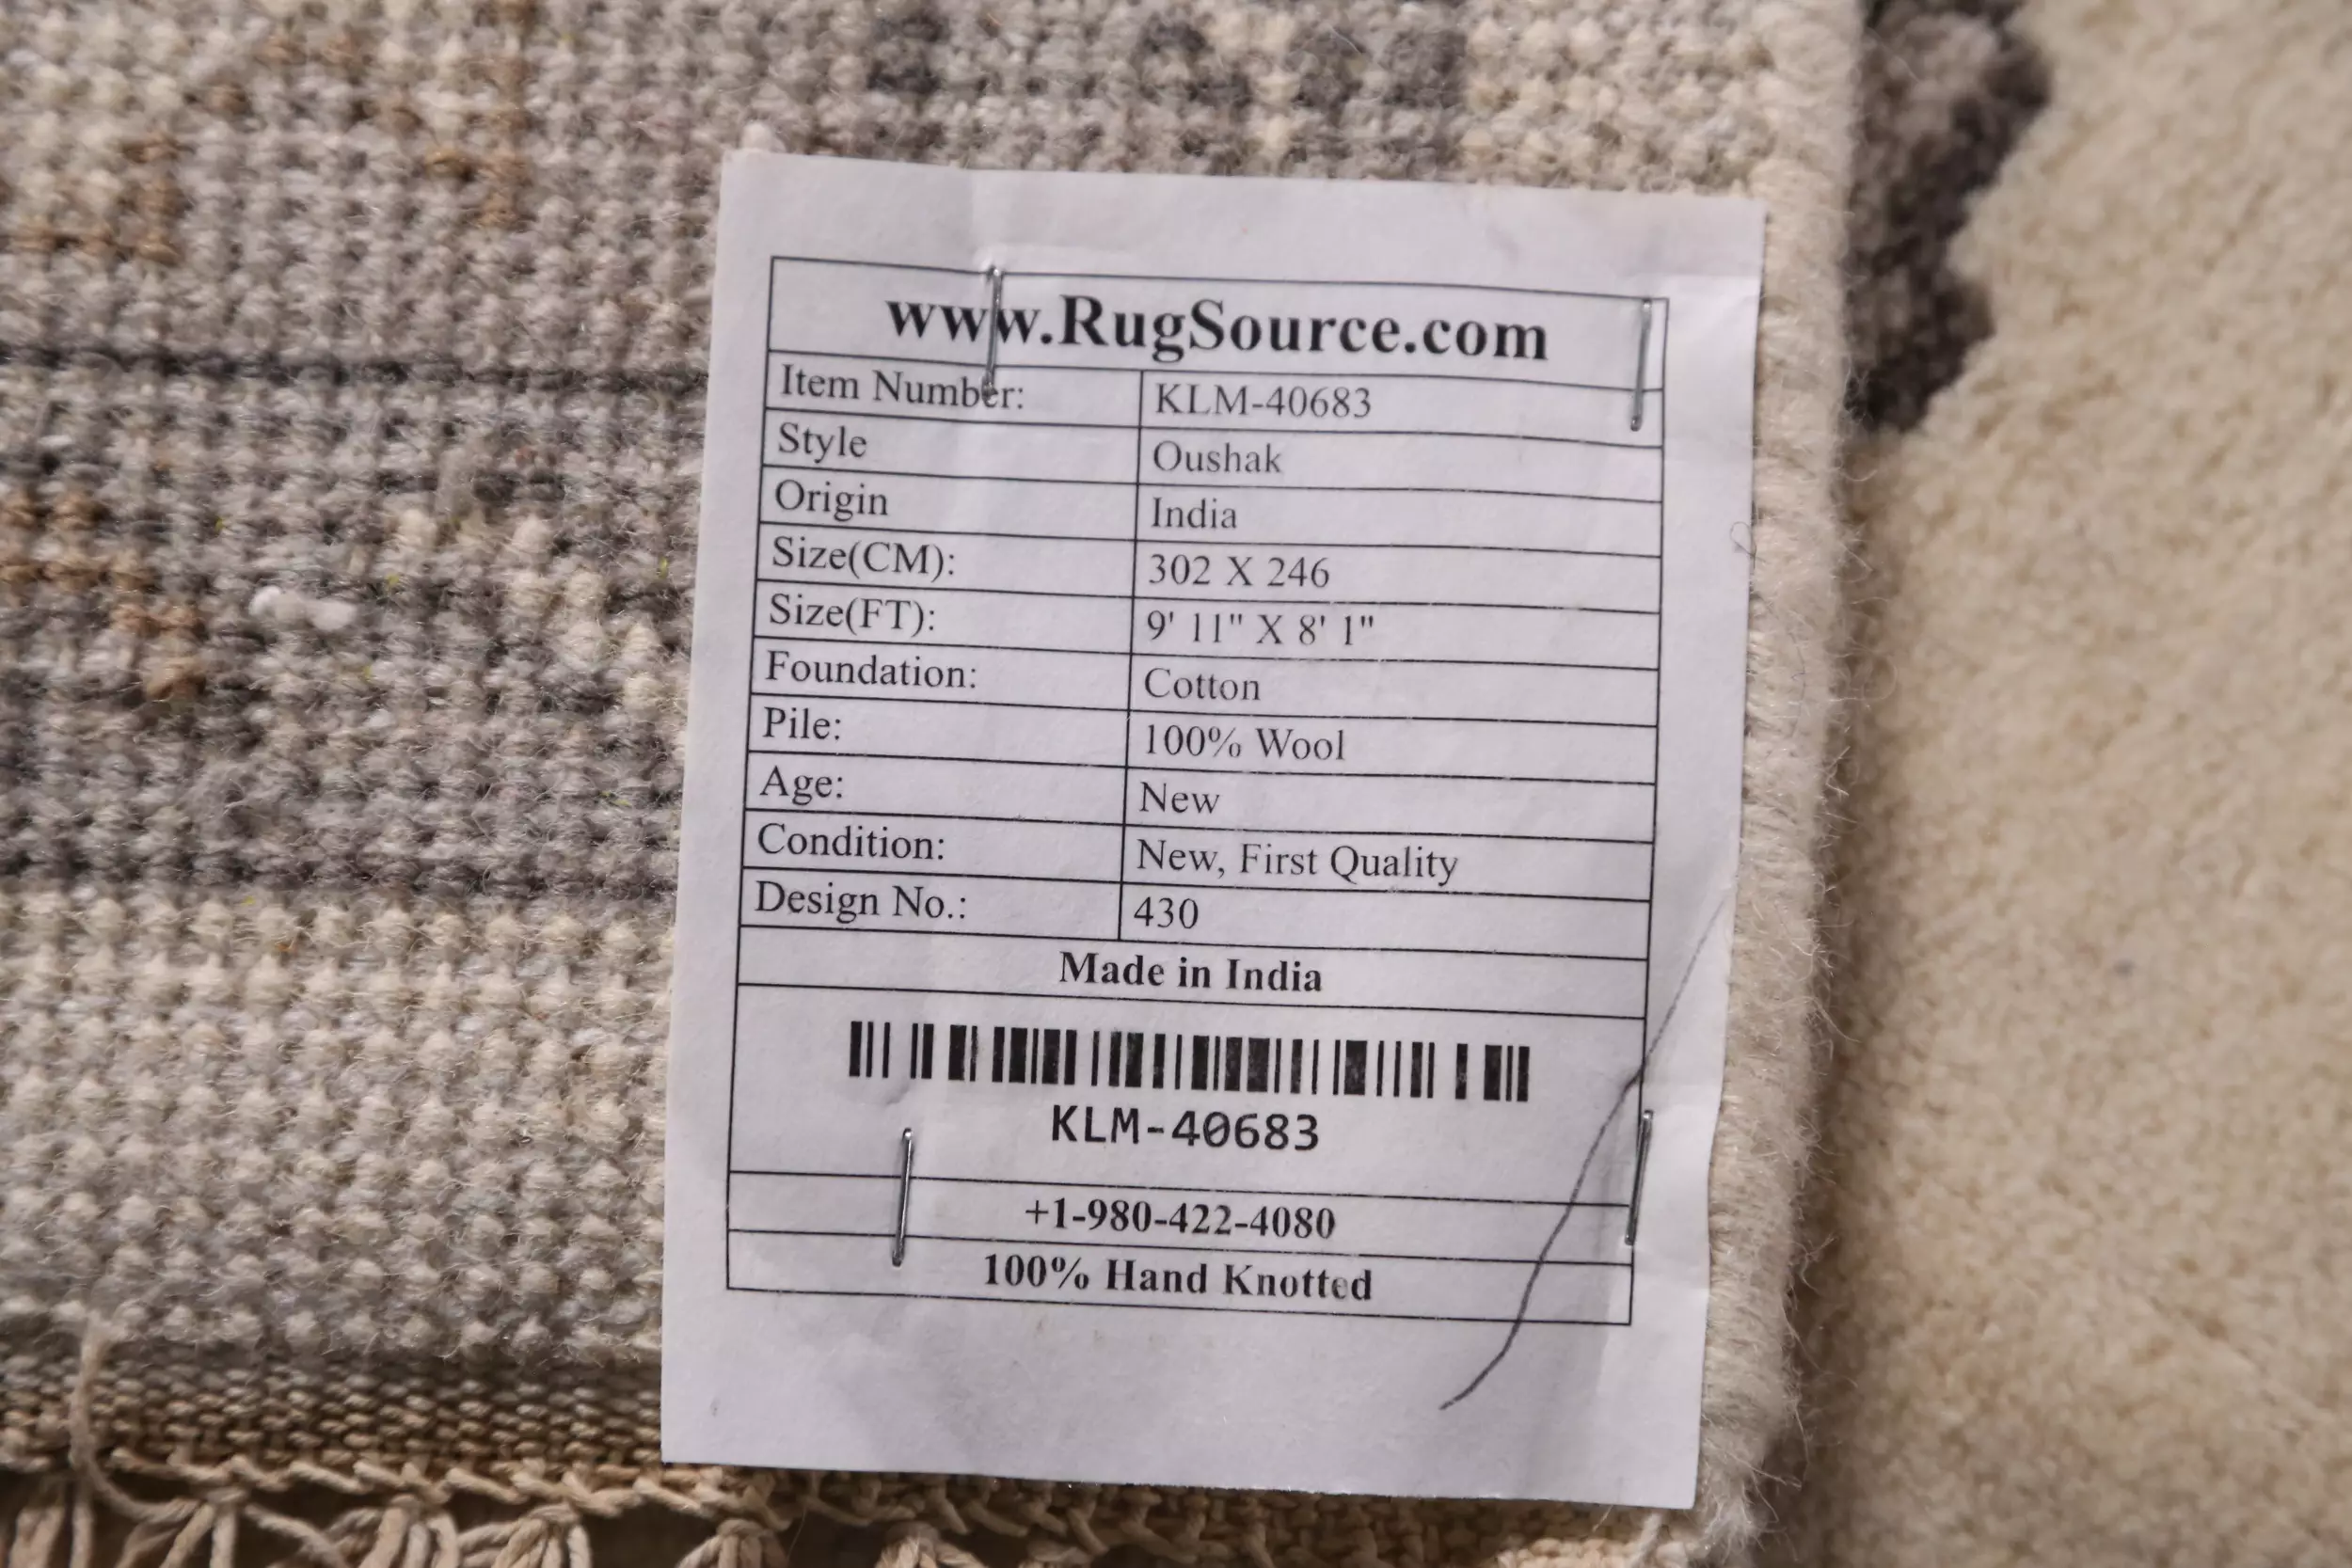 www.RugSource.com
Item Number: KLM-40683
Style Oushak
Origin India
Size(CM): 302 X 246
Size(FT): 9' 11" X 8' 1"
Foundation: Cotton
Pile: 100% Wool
Age: New
Condition: New, First Quality
Design No.: 430
Made in India
KLM-40683
+1-980-422-4080
100% Hand Knotted